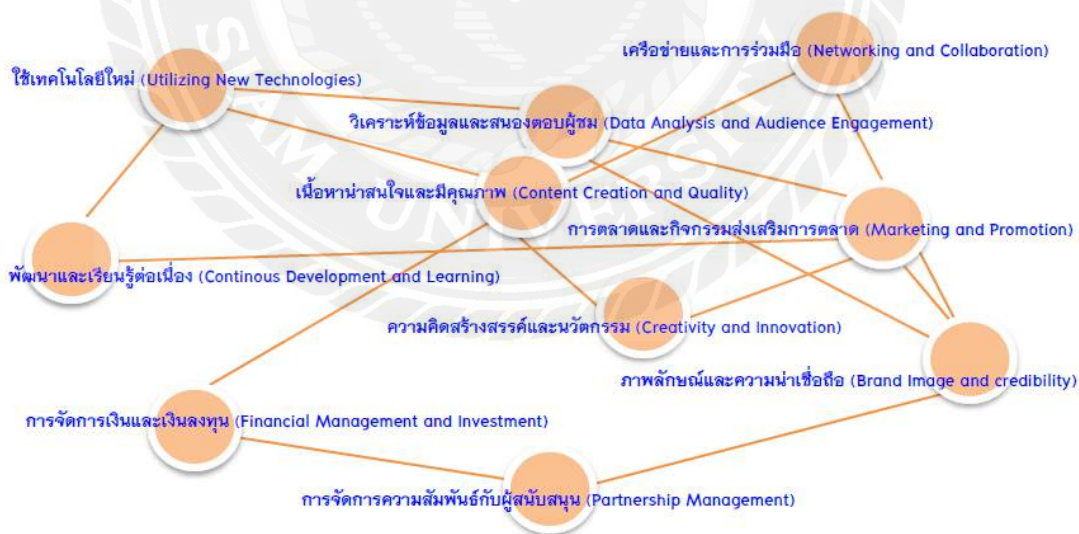 เครือข่ายและการร่วมมือ (Networking and Collaboration)
ใช้เทคโนโลยีใหม่ (Utilizing New Technologies)
วิเคราะห์ข้อมูลและสนองตอบผู้ชม (Data Analysis and Audience Engagement)
เนื้อหาน่าสนใจและมีคุณภาพ (Content Creation and Quality)
การตลาดและกิจกรรมส่งเสริมการตลาด (Marketing and Promotion)
พัฒนาและเรียนรู้ต่อเนื่อง (Continous Development and Learning)
ความคิดสร้างสรรค์และนวัตกรรม (Creativity and Innovation)
ภาพลักษณ์และความน่าเชื่อถือ (Brand Image and credibility)
การจัดการเงินและเงินลงทุน (Financial Management and Investment)
การจัดการความสัมพันธ์กับผู้สนับสนุน (Partnership Management)
SIAM UNIVERSITY